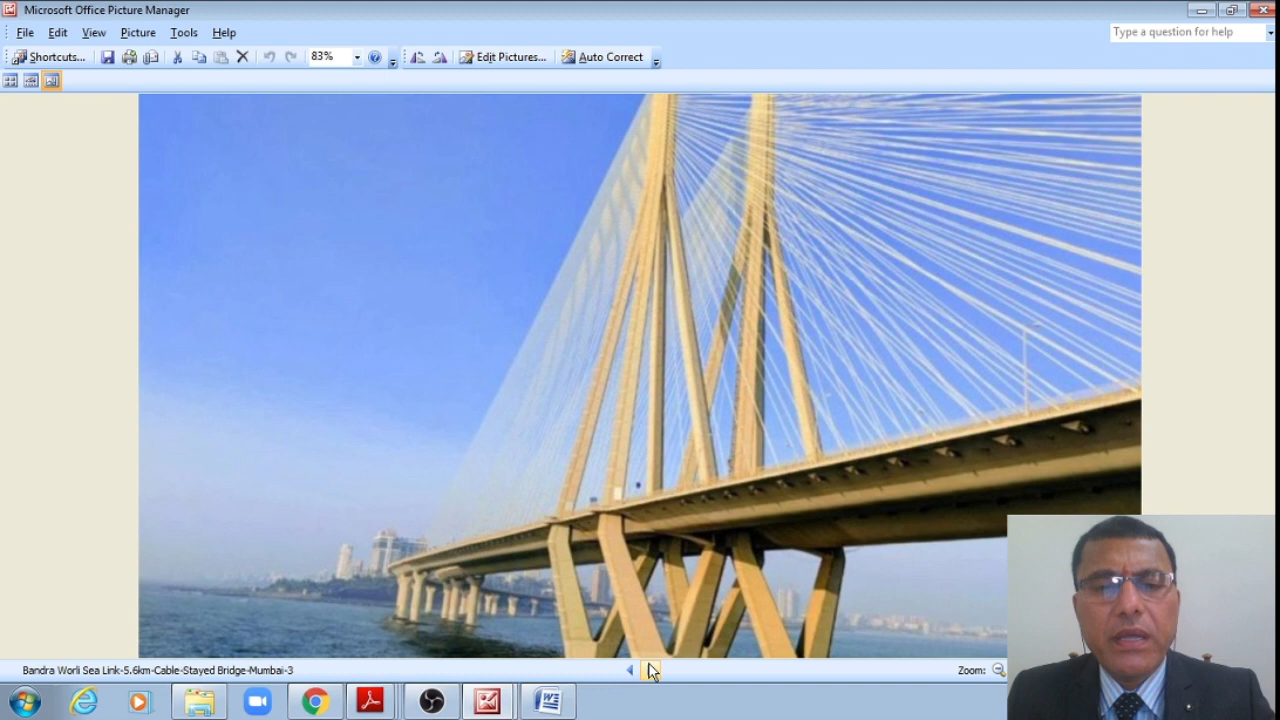 Microsoft Office Picture Manager
File Edit View Picture Tools Help
Type a question for help
Shortcuts... 83% Edit Pictures... Auto Correct
Bandra Worli Sea Link-5.6km-Cable-Stayed Bridge-Mumbai-3
Zoom: